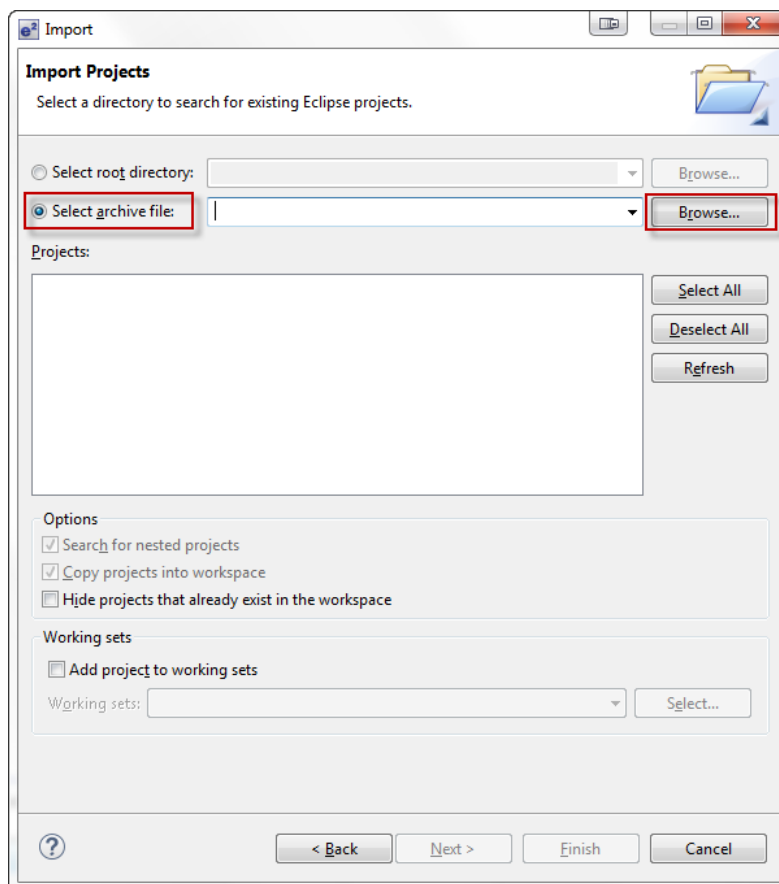 e² Import
Import Projects
Select a directory to search for existing Eclipse projects.
Select root directory: Browse...
Select archive file: Browse...
Projects:
Select All
Deselect All
Refresh
Options
Search for nested projects
Copy projects into workspace
Hide projects that already exist in the workspace
Working sets
Add project to working sets
Working sets: Select...
? < Back Next > Finish Cancel